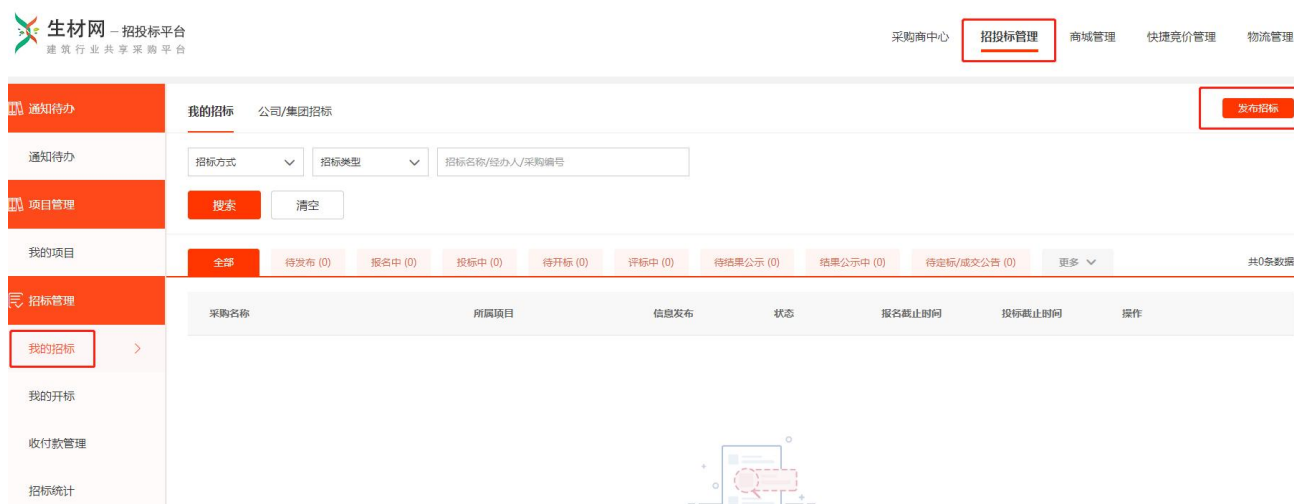 生材网 – 招投标平台
建筑行业共享采购平台
采购商中心 招投标管理 商城管理 快捷竞价管理 物流管理
通知待办
通知待办
项目管理
我的项目
招标管理
我的招标
我的开标
收付款管理
招标统计
我的招标 公司/集团招标 发布招标
招标方式 招标类型 招标名称/经办人/采购编号
搜索 清空
全部 待发布 (0) 报名中 (0) 投标中 (0) 待开标 (0) 评标中 (0) 待结果公示 (0) 结果公示中 (0) 待定标/成交公告 (0) 更多 共0条数据
采购名称 所属项目 信息发布 状态 报名截止时间 投标截止时间 操作